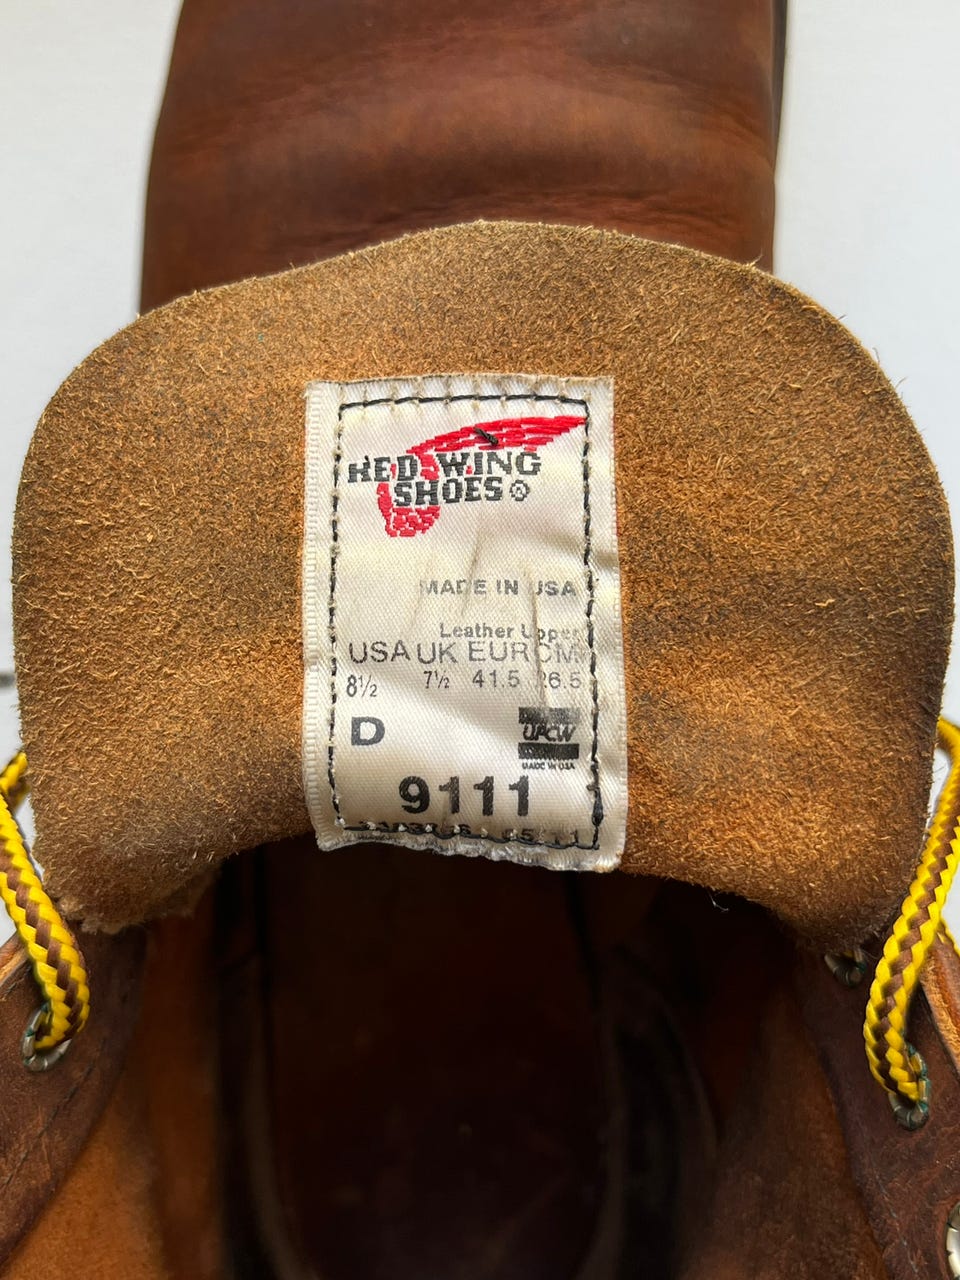 RED WING
SHOES ®
MADE IN USA
Leather Upper
USA UK EUR CM
8½ 7½ 41.5 26.5
D
UFCW
MADE IN USA
9111